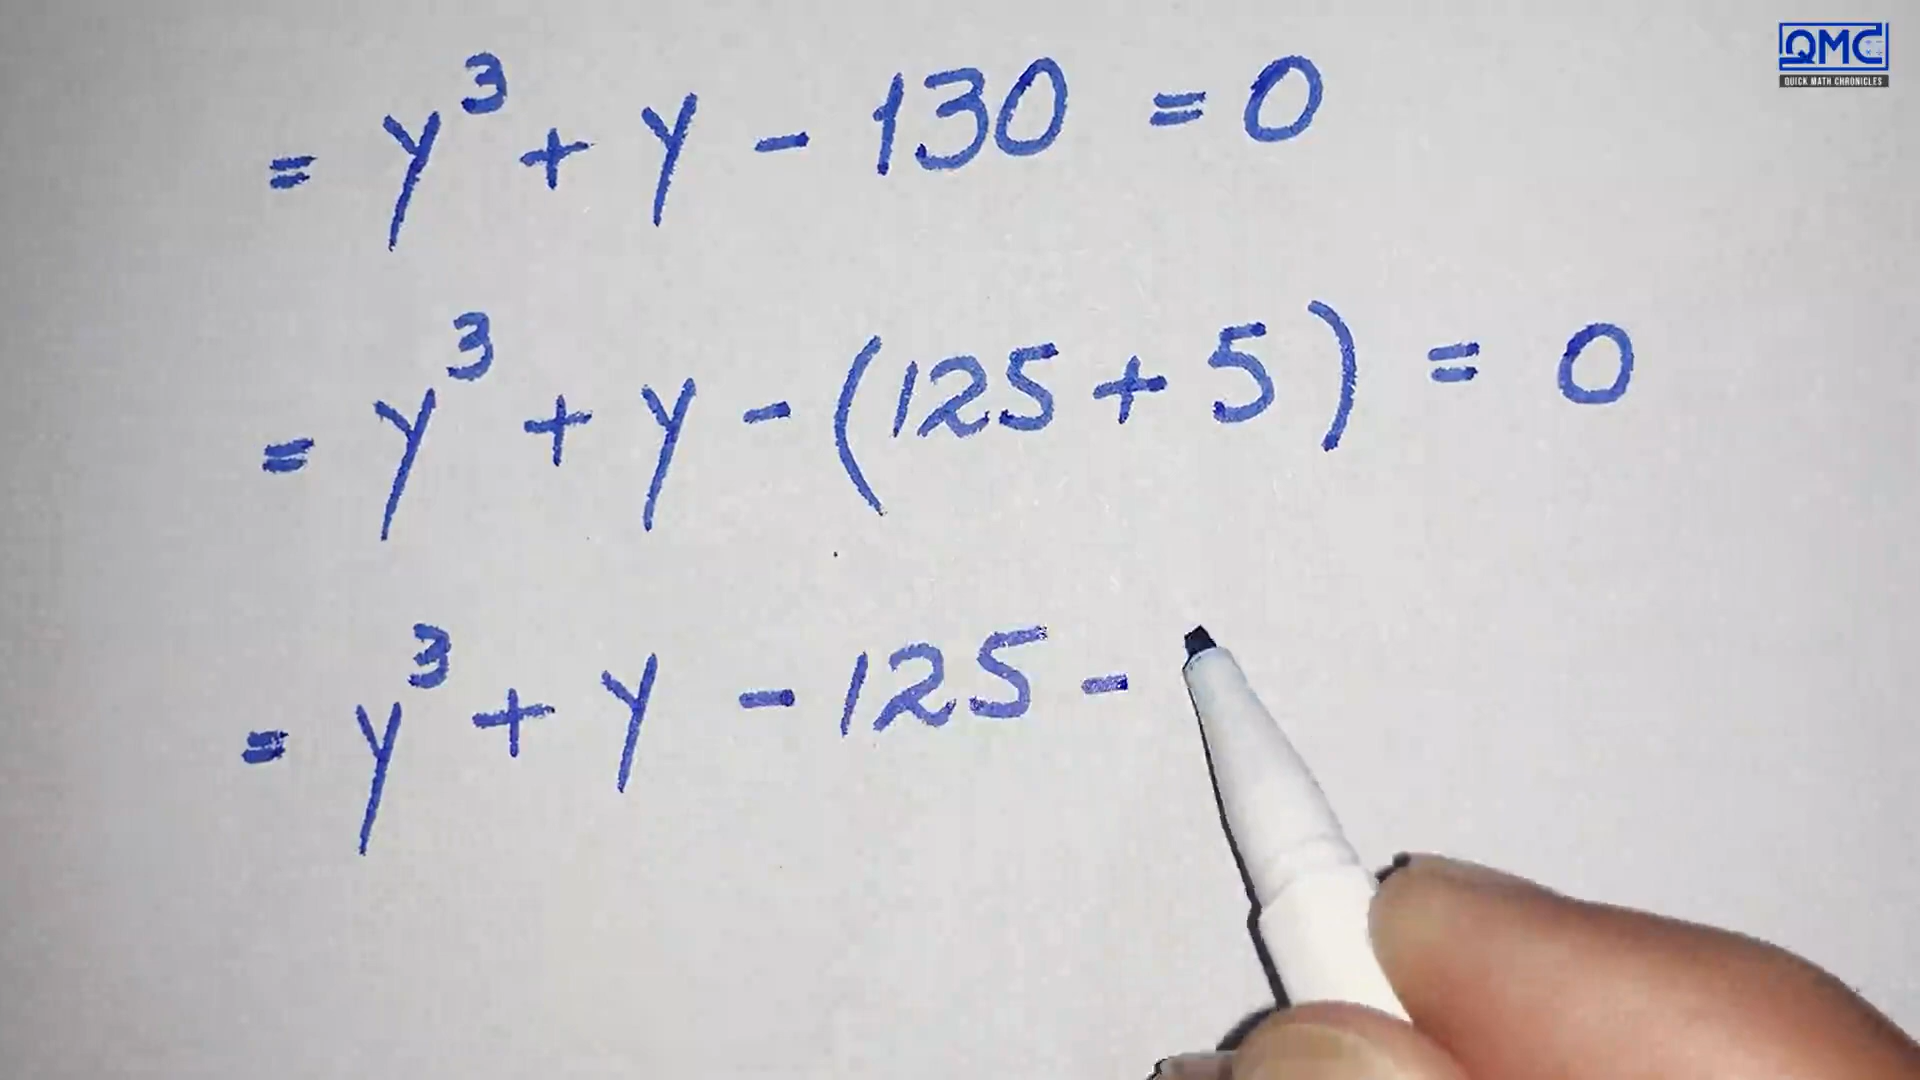 QMC
QUICK MATH CHRONICLES
= y³ + y - 130 = 0
= y³ + y - (125 + 5) = 0
= y³ + y - 125 -